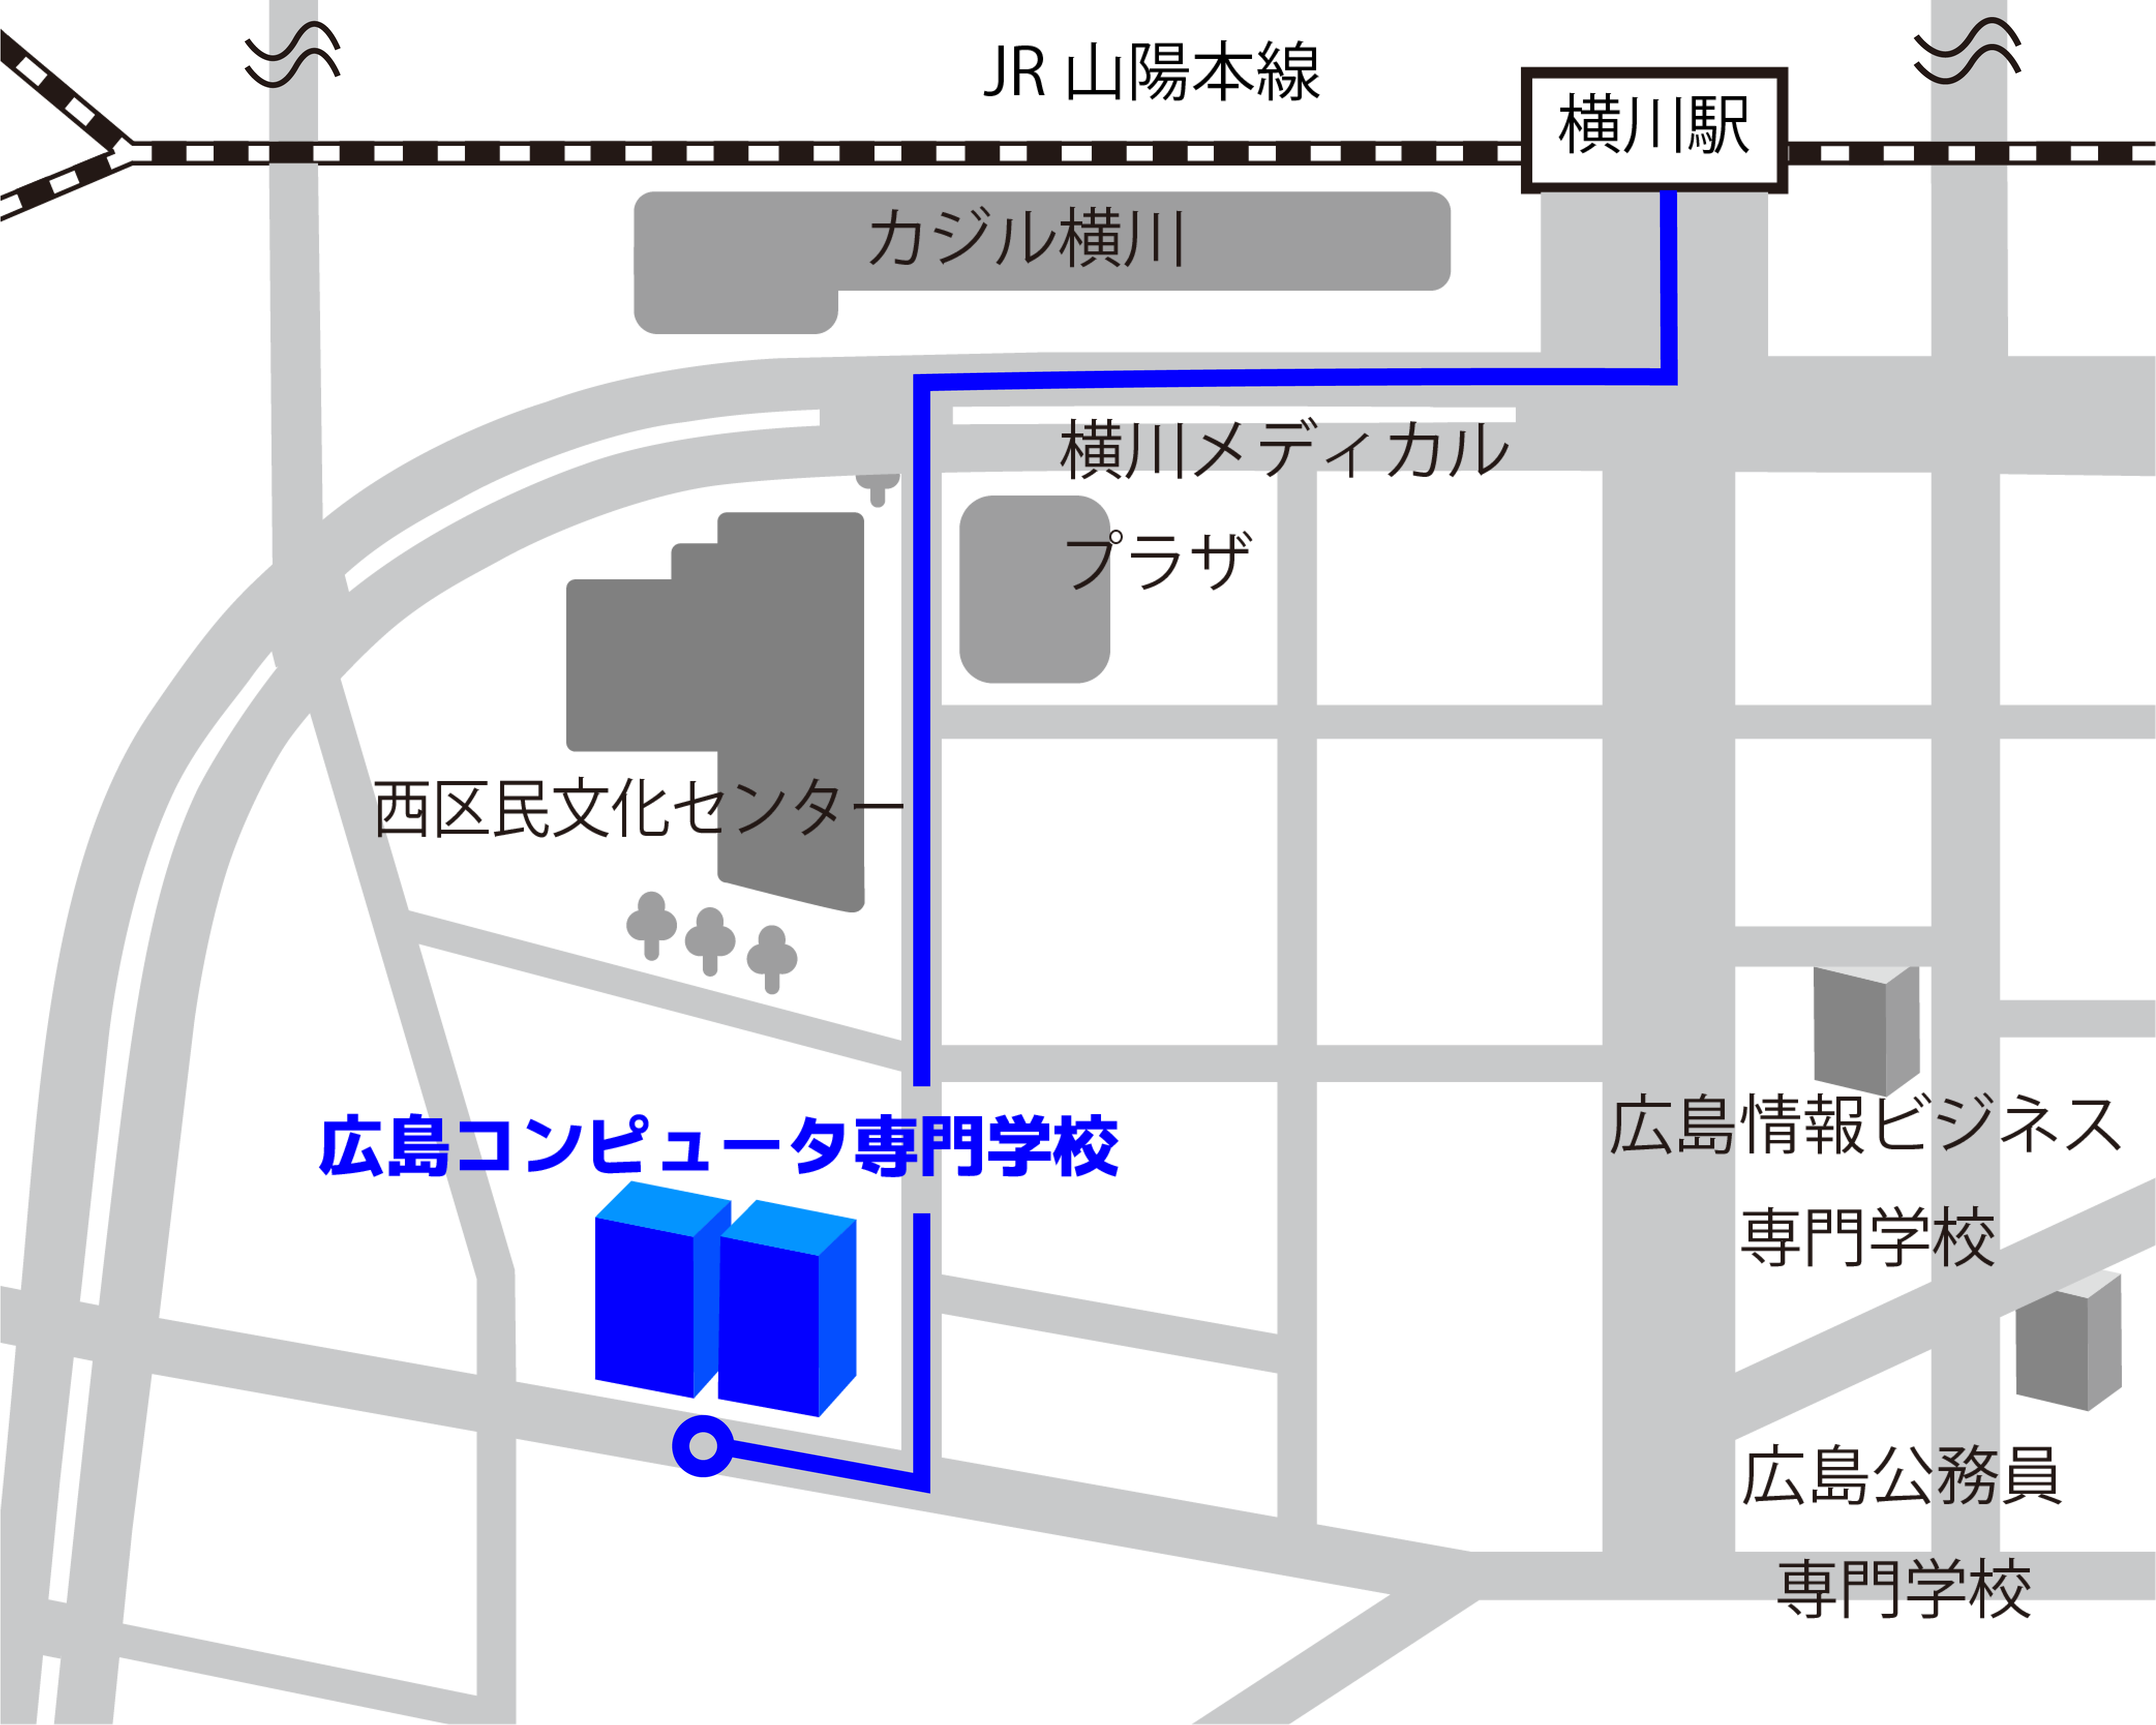 JR 山陽本線
横川駅
カジル横川
横川メディカル
プラザ
西区民文化センター
広島コンピュータ専門学校
広島情報ビジネス
専門学校
広島公務員
専門学校